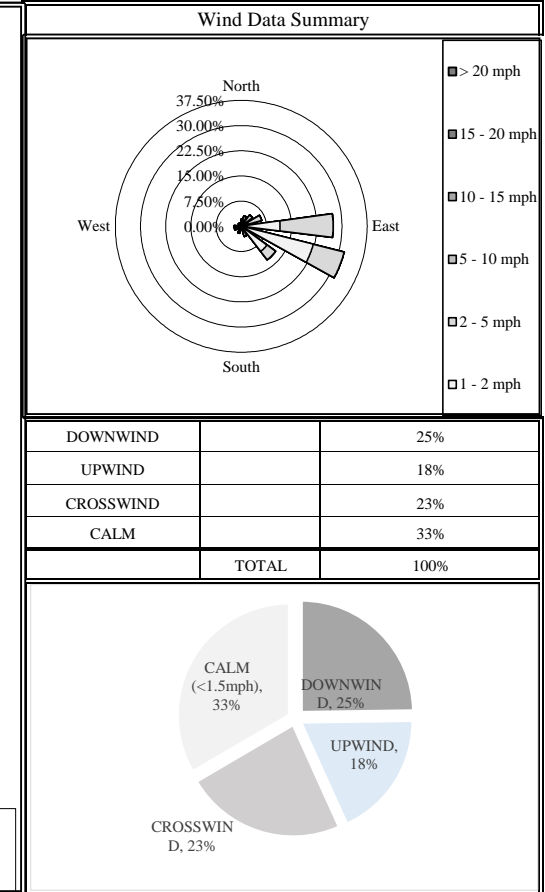 Wind Data Summary
North
37.50%
30.00%
22.50%
15.00%
7.50%
0.00%
West
East
South
> 20 mph
15 - 20 mph
10 - 15 mph
5 - 10 mph
2 - 5 mph
1 - 2 mph
DOWNWIND 25%
UPWIND 18%
CROSSWIND 23%
CALM 33%
TOTAL 100%
CALM
(<1.5mph),
33%
DOWNWIN
D, 25%
UPWIND,
18%
CROSSWIN
D, 23%